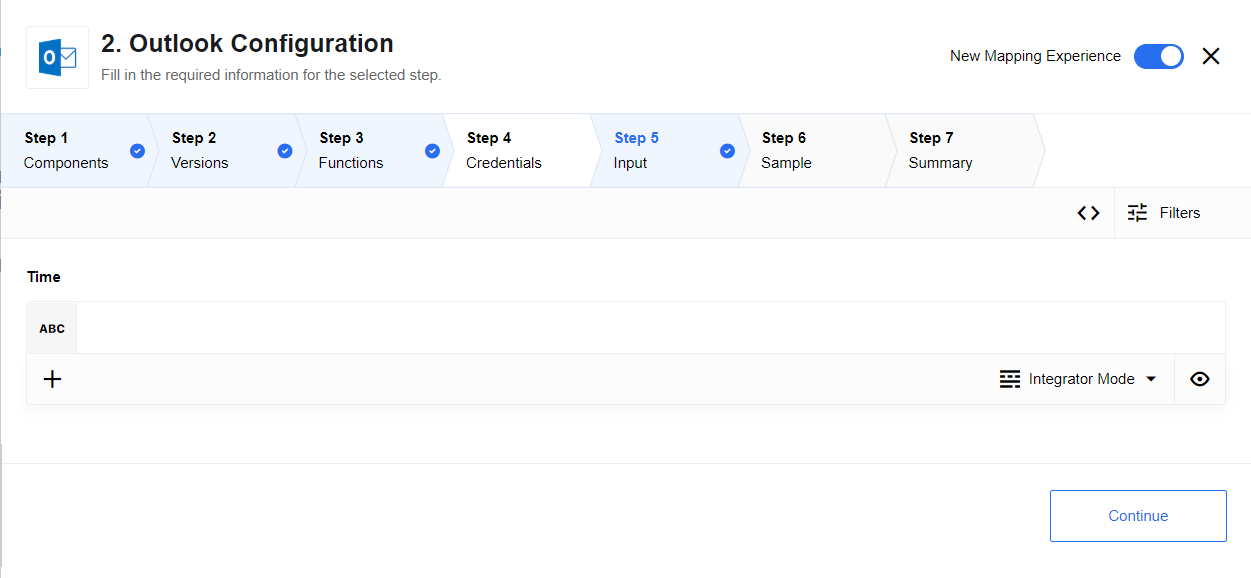 2. Outlook Configuration
Fill in the required information for the selected step.
New Mapping Experience
Step 1
Components
Step 2
Versions
Step 3
Functions
Step 4
Credentials
Step 5
Input
Step 6
Sample
Step 7
Summary
Filters
Time
ABC
Integrator Mode
Continue